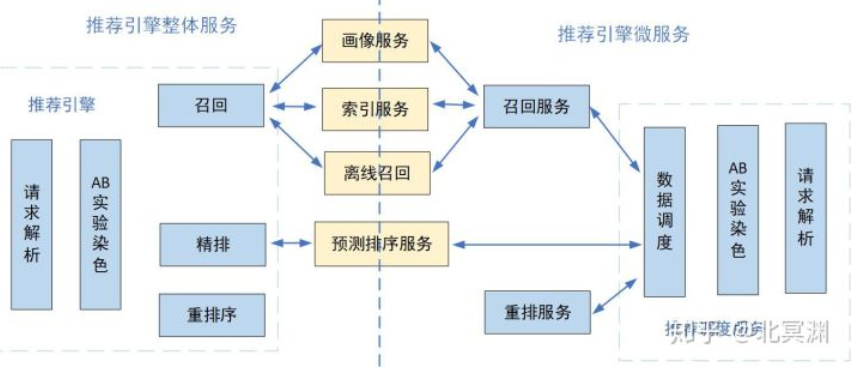 推荐引擎整体服务
画像服务
推荐引擎微服务
推荐引擎
召回
索引服务
召回服务
离线召回
请求解析
AB实验染色
数据调度
AB实验染色
请求解析
精排
预测排序服务
重排序
重排服务
知乎 @北冥渊